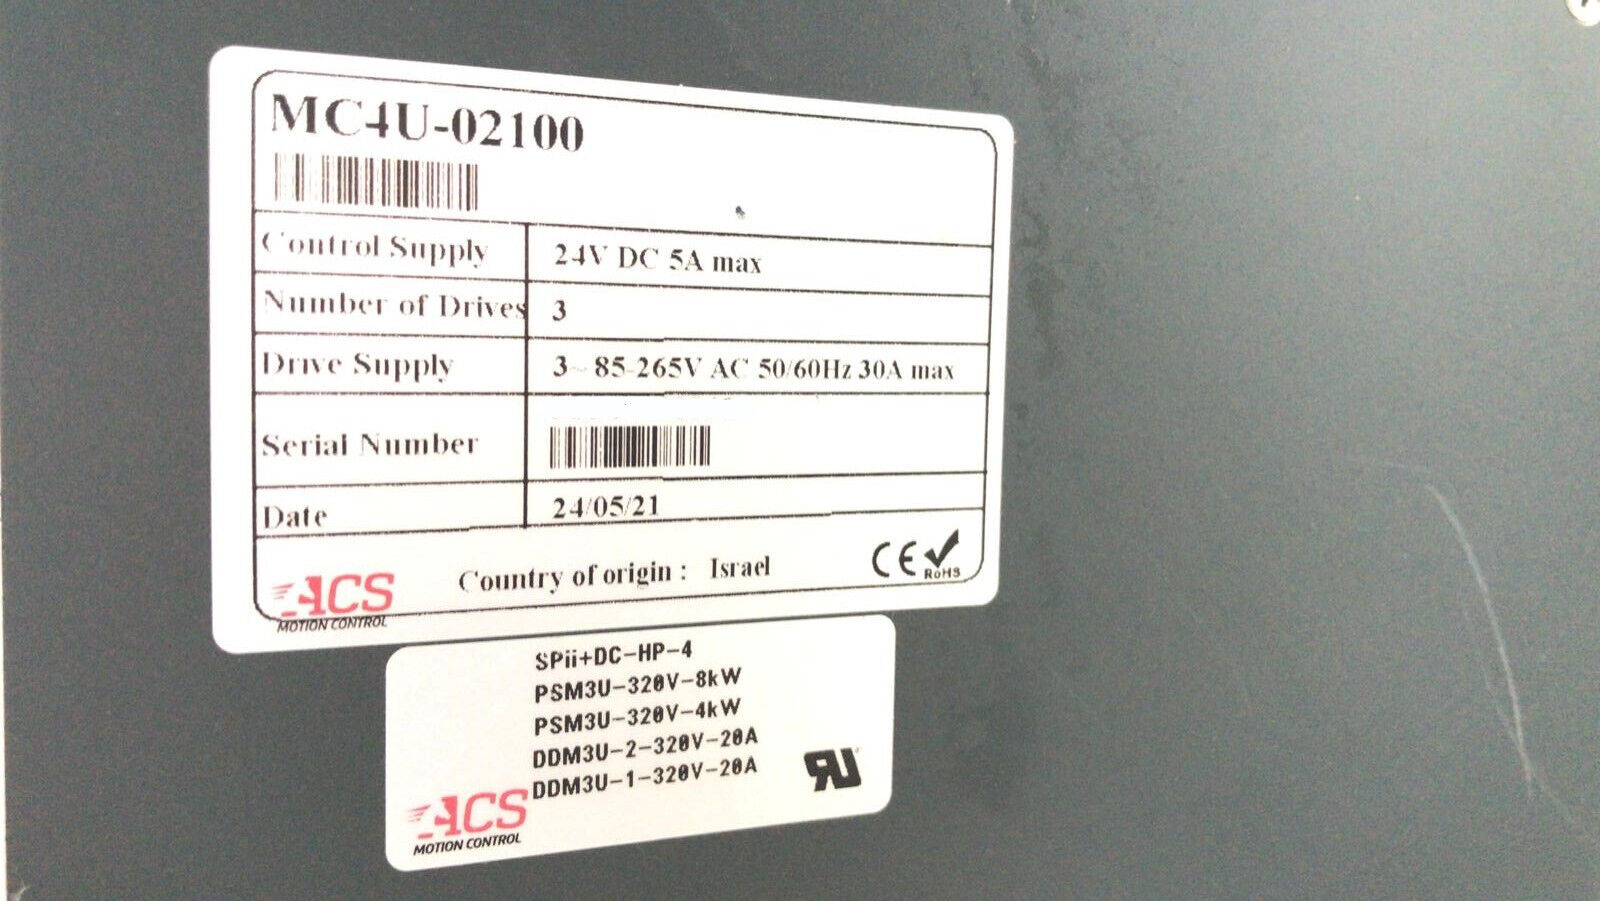 MC4U-02100
Control Supply 24V DC 5A max
Number of Drives 3
Drive Supply 3~ 85-265V AC 50/60Hz 30A max
Serial Number
Date 24/05/21
Country of origin : Israel
CE
RoHS
ACS
MOTION CONTROL
SPii+DC-HP-4
PSM3U-320V-8kW
PSM3U-320V-4kW
DDM3U-2-320V-20A
DDM3U-1-320V-20A
ACS
MOTION CONTROL